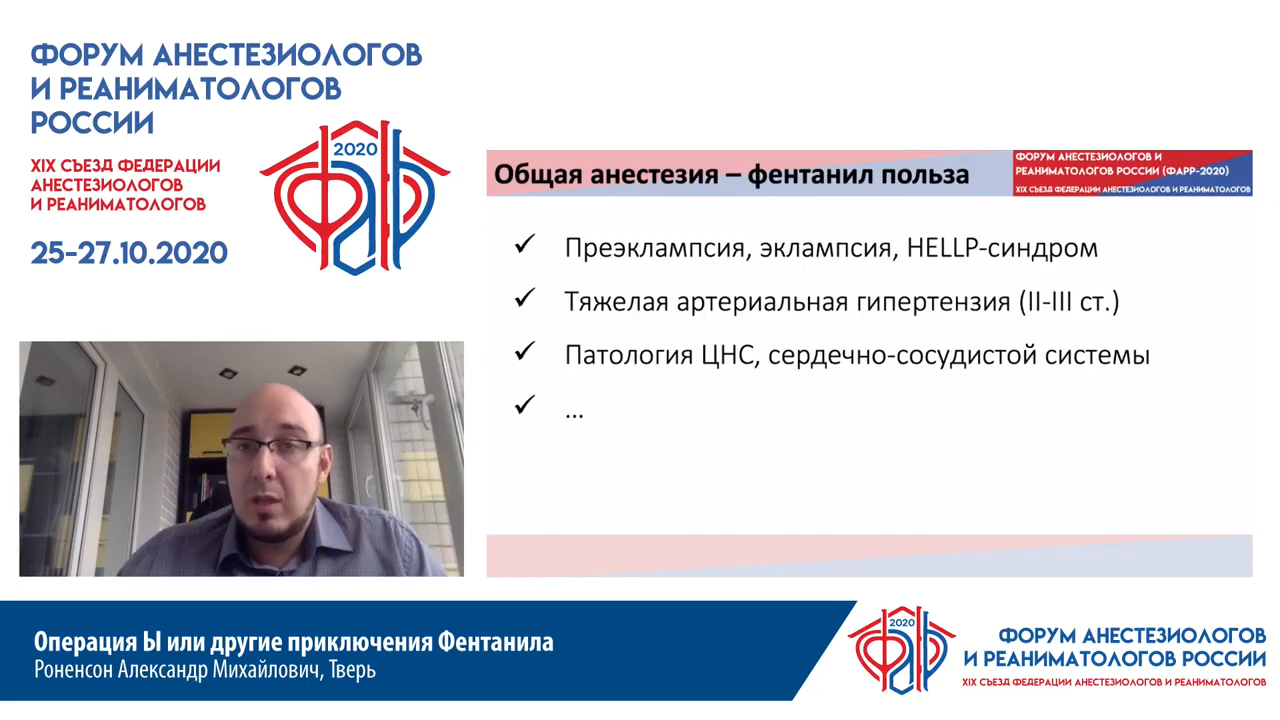 ФОРУМ АНЕСТЕЗИОЛОГОВ
И РЕАНИМАТОЛОГОВ
РОССИИ
XIX СЪЕЗД ФЕДЕРАЦИИ
АНЕСТЕЗИОЛОГОВ
И РЕАНИМАТОЛОГОВ
25-27.10.2020
2020
Общая анестезия – фентанил польза
ФОРУМ АНЕСТЕЗИОЛОГОВ И
РЕАНИМАТОЛОГОВ РОССИИ (ФАРР-2020)
XIX СЪЕЗД ФЕДЕРАЦИИ АНЕСТЕЗИОЛОГОВ И РЕАНИМАТОЛОГОВ
✓ Преэклампсия, эклампсия, HELLP-синдром
✓ Тяжелая артериальная гипертензия (II-III ст.)
✓ Патология ЦНС, сердечно-сосудистой системы
✓ ...
Операция Ы или другие приключения Фентанила
Роненсон Александр Михайлович, Тверь
2020
ФОРУМ АНЕСТЕЗИОЛОГОВ
И РЕАНИМАТОЛОГОВ РОССИИ
XIX СЪЕЗД ФЕДЕРАЦИИ АНЕСТЕЗИОЛОГОВ И РЕАНИМАТОЛОГОВ